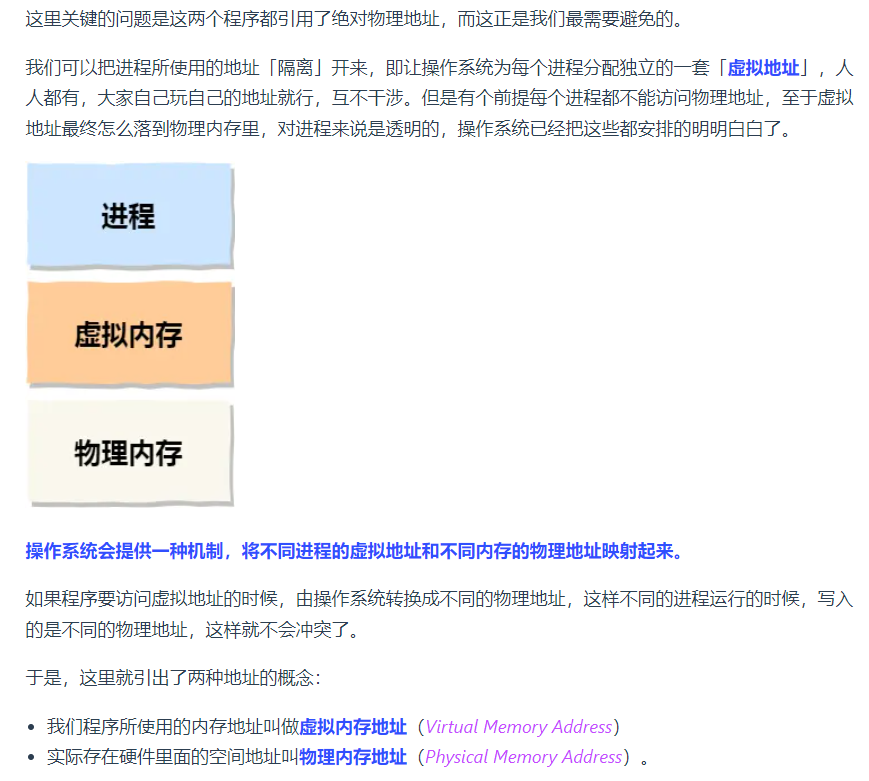 这里关键的问题是这两个程序都引用了绝对物理地址，而这正是我们最需要避免的。
我们可以把进程所使用的地址「隔离」开来，即让操作系统为每个进程分配独立的一套「虚拟地址」，人
人都有，大家自己玩自己的地址就行，互不干涉。但是有个前提每个进程都不能访问物理地址，至于虚拟
地址最终怎么落到物理内存里，对进程来说是透明的，操作系统已经把这些都安排的明明白白了。
进程
虚拟内存
物理内存
操作系统会提供一种机制，将不同进程的虚拟地址和不同内存的物理地址映射起来。
如果程序要访问虚拟地址的时候，由操作系统转换成不同的物理地址，这样不同的进程运行的时候，写入
的是不同的物理地址，这样就不会冲突了。
于是，这里就引出了两种地址的概念：
• 我们程序所使用的内存地址叫做虚拟内存地址（Virtual Memory Address）
• 实际存在硬件里面的空间地址叫物理内存地址（Physical Memory Address）。